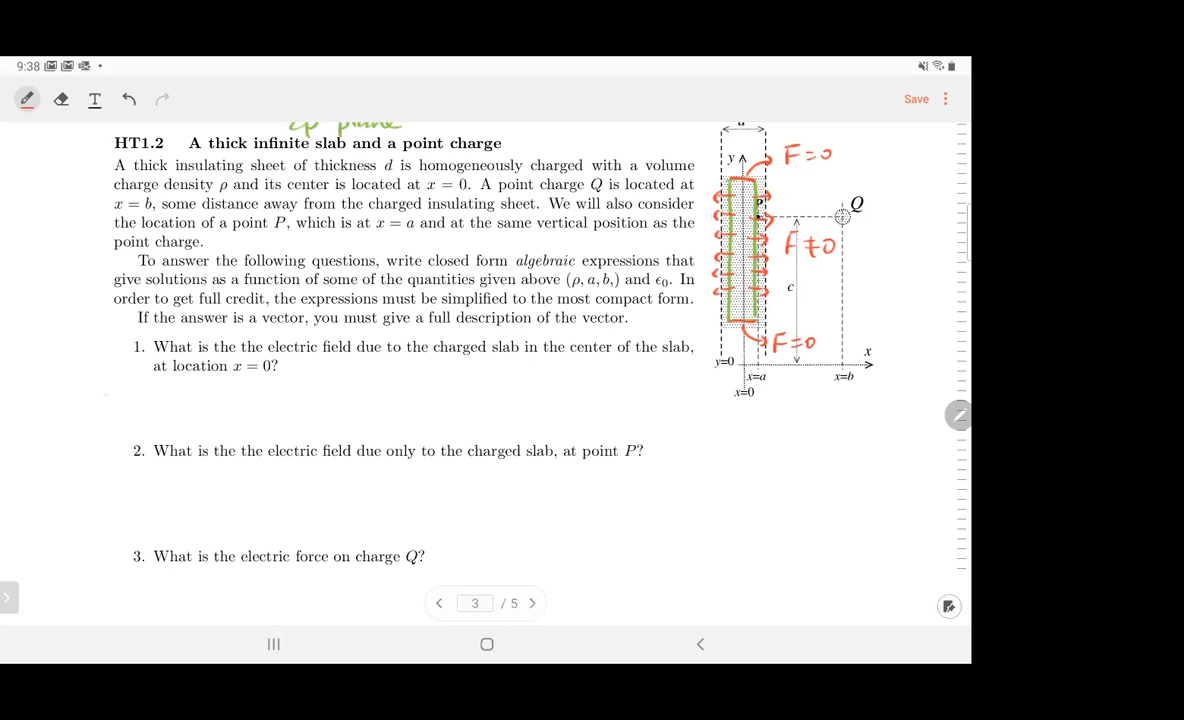 9:38
Save
HT1.2 A thick infinite slab and a point charge
A thick insulating sheet of thickness d is homogeneously charged with a volume
charge density ρ and its center is located at x = 0. A point charge Q is located at
x = b, some distance away from the charged insulating sheet. We will also consider
the location of a point P, which is at x = a and at the same vertical position as the
point charge.
To answer the following questions, write closed form algebraic expressions that
give solutions as a function of some of the quantities given above (ρ, a, b,) and ϵ0. In
order to get full credit, the expressions must be simplified to the most compact form.
If the answer is a vector, you must give a full description of the vector.
1. What is the the electric field due to the charged slab in the center of the slab,
at location x = 0?
2. What is the the electric field due only to the charged slab, at point P?
3. What is the electric force on charge Q?
y
F=0
P
Q
F≠0
c
F=0
y=0
x
x=a
x=b
x=0
3 / 5